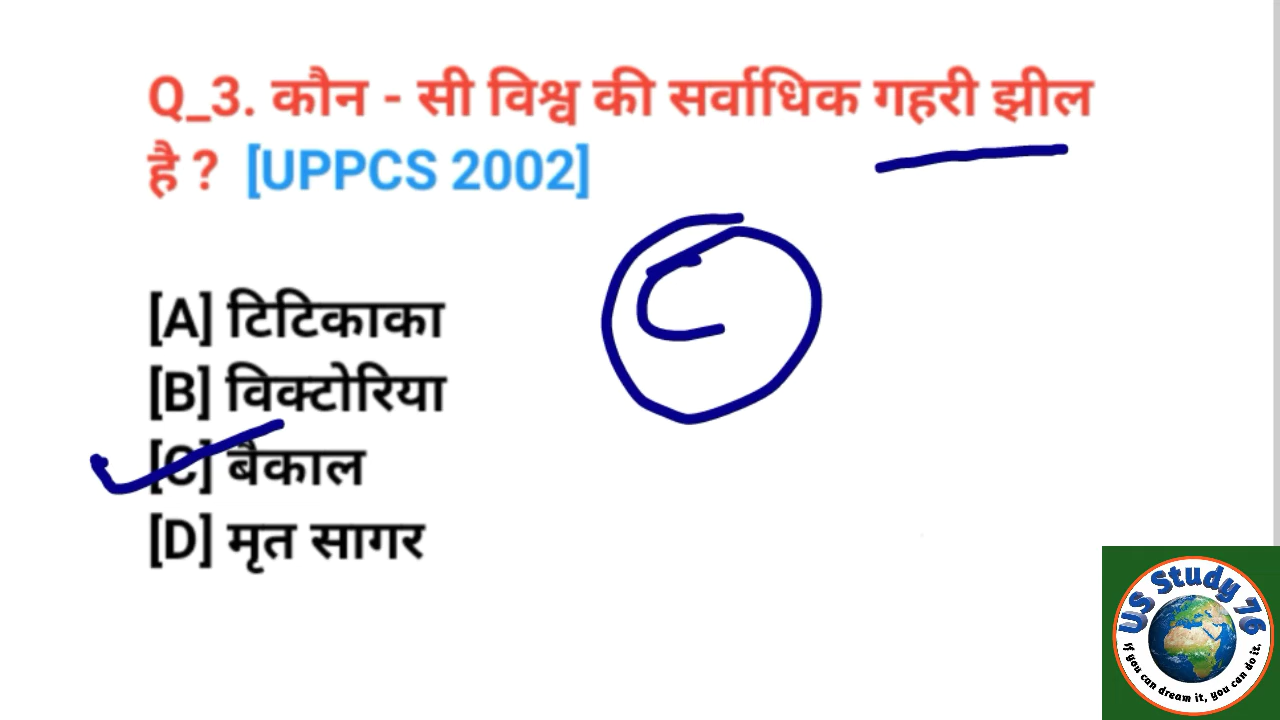 Q_3. कौन - सी विश्व की सर्वाधिक गहरी झील
है ? [UPPCS 2002]
C
[A] टिटिकाका
[B] विक्टोरिया
[C] बैकाल
[D] मृत सागर
US Study 76
If you can dream it, you can do it.